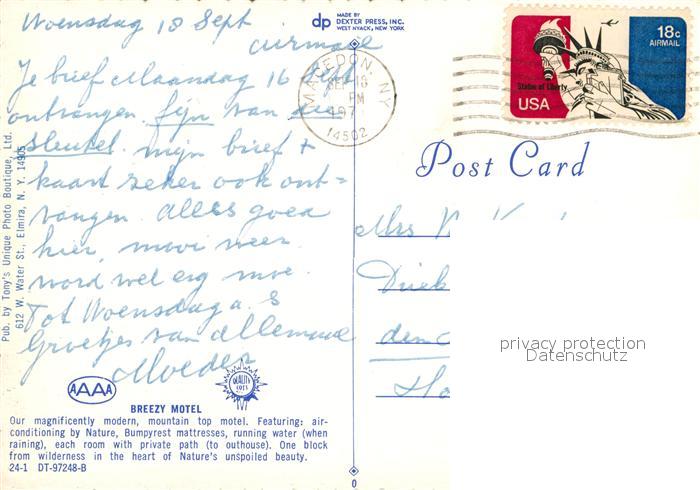 Woensdag 18 Sept
airmail
Je brief Maandag 16 Sept
ontvangen. fijn van
sleutel. mijn brief +
kaart zeker ook ont=
vangen. Alles goed
hier, mooi weer
word wel erg moe.
Tot Woensdag a. S
Groetjes van allemaal
Moeder
Pub. by Tony's Unique Photo Boutique, Ltd.
612 W. Water St., Elmira, N. Y. 14905
dp MADE BY
DEXTER PRESS, INC.
WEST NYACK, NEW YORK
MACEDON, NY
SEP 18
PM
197
14502
18c
AIRMAIL
Statue of Liberty
USA
Post Card
Mrs
den
privacy protection
Datenschutz
AAAA
QUALITY
BREEZY MOTEL
Our magnificently modern, mountain top motel. Featuring: air-
conditioning by Nature, Bumpyrest mattresses, running water (when
raining), each room with private path (to outhouse). One block
from wilderness in the heart of Nature's unspoiled beauty.
24-1 DT-97248-B
0